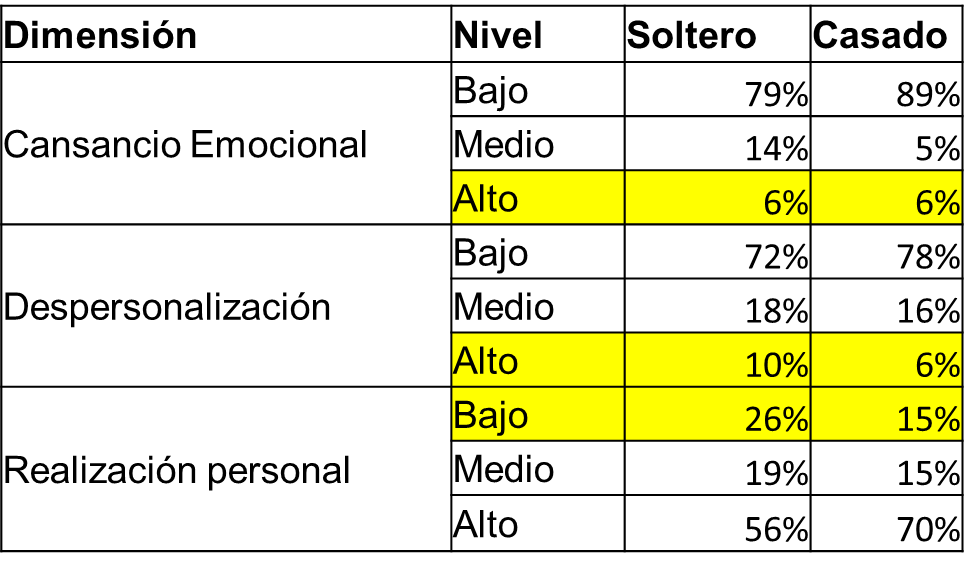 Dimensión Nivel Soltero Casado
Bajo 79% 89%
Cansancio Emocional Medio 14% 5%
Alto 6% 6%
Bajo 72% 78%
Despersonalización Medio 18% 16%
Alto 10% 6%
Bajo 26% 15%
Realización personal Medio 19% 15%
Alto 56% 70%